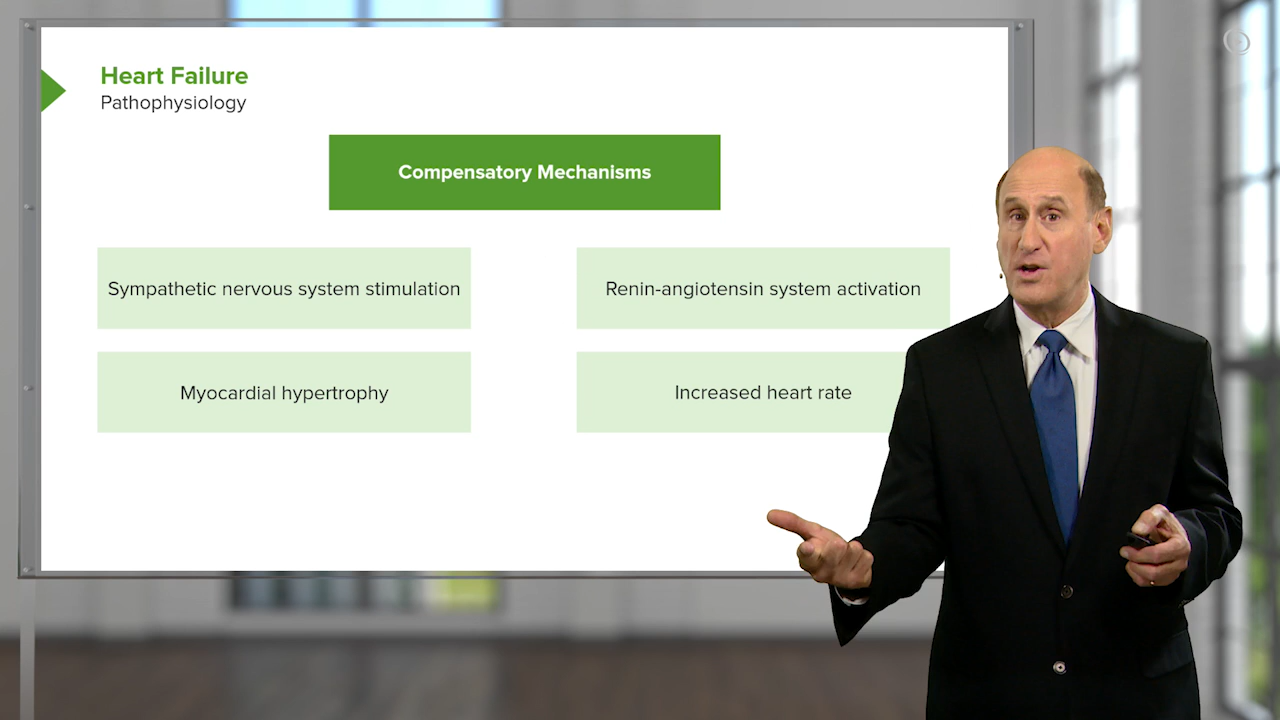 Heart Failure
Pathophysiology
Compensatory Mechanisms
Sympathetic nervous system stimulation
Renin-angiotensin system activation
Myocardial hypertrophy
Increased heart rate